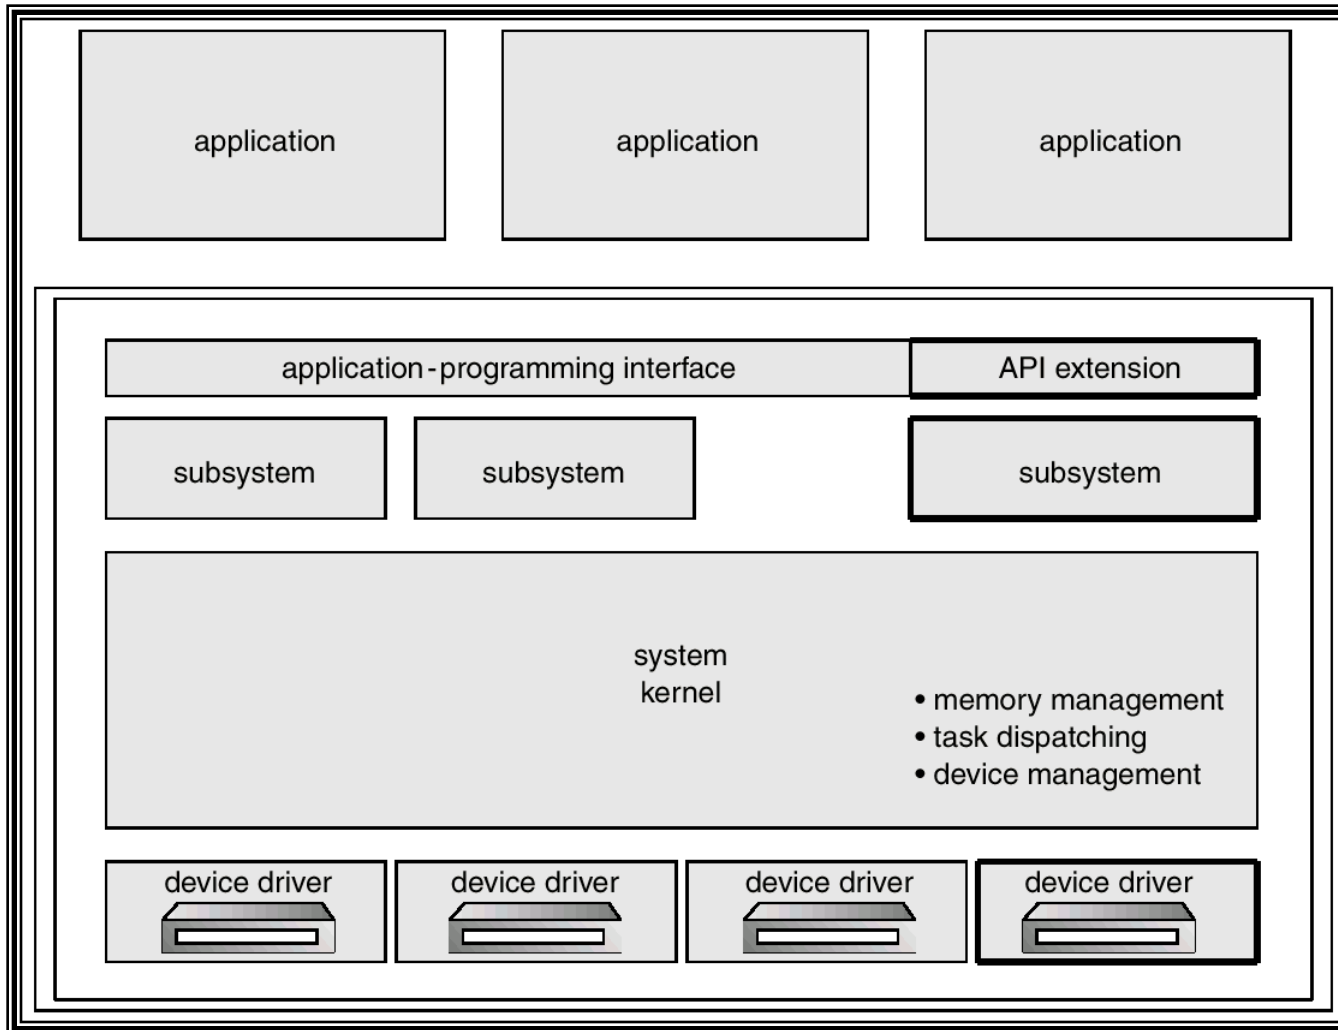 application
application
application
application-programming interface
API extension
subsystem
subsystem
subsystem
system
kernel
• memory management
• task dispatching
• device management
device driver
device driver
device driver
device driver